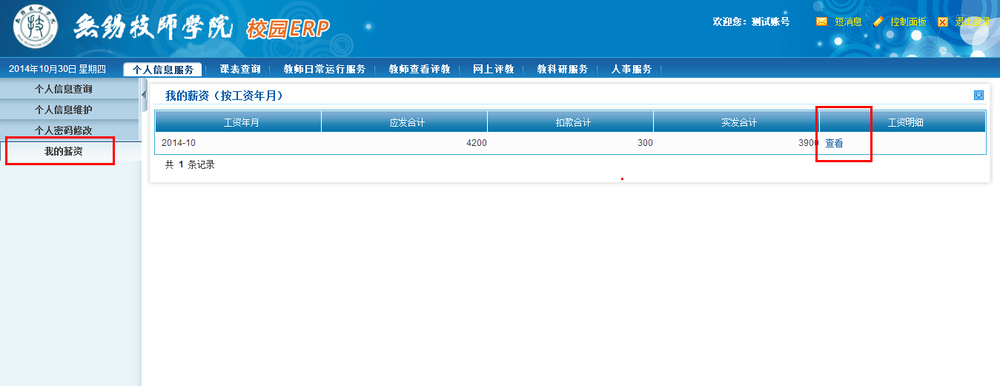 無錫技師學院 校园ERP
欢迎您：测试账号 短消息 控制面板 退出登录
2014年10月30日 星期四 个人信息服务 课表查询 教师日常运行服务 教师查看评教 网上评教 教科研服务 人事服务
个人信息查询
个人信息维护
个人密码修改
我的薪资
我的薪资（按工资年月）
工资年月 应发合计 扣款合计 实发合计 工资明细
2014-10 4200 300 3900 查看
共 1 条记录